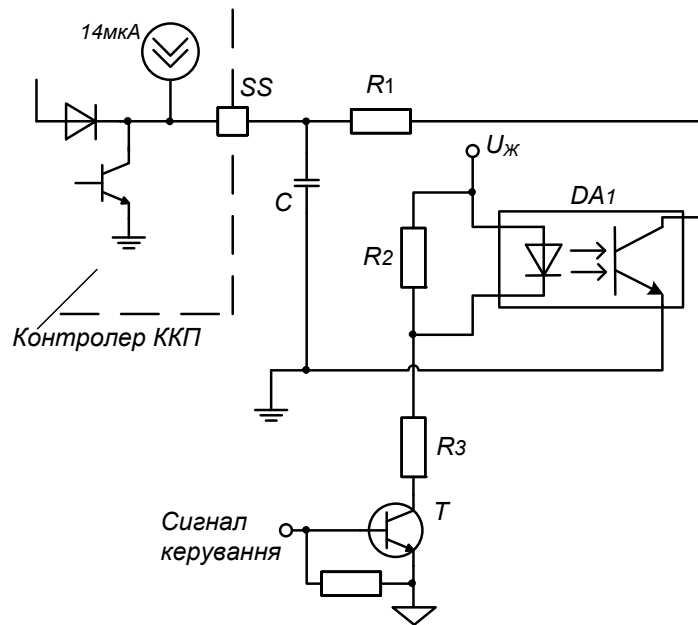 14мкА
SS
R1
Uж
DA1
C
R2
Контролер ККП
R3
T
Сигнал
керування